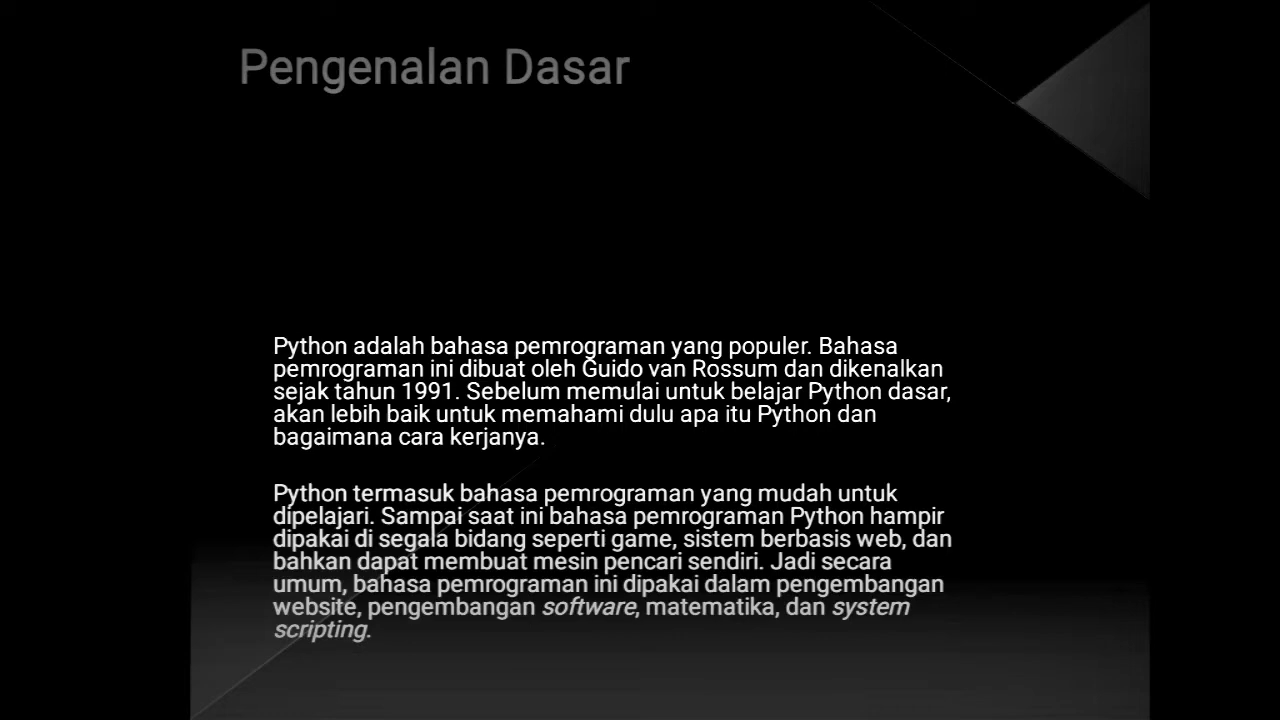 Pengenalan Dasar
Python adalah bahasa pemrograman yang populer. Bahasa
pemrograman ini dibuat oleh Guido van Rossum dan dikenalkan
sejak tahun 1991. Sebelum memulai untuk belajar Python dasar,
akan lebih baik untuk memahami dulu apa itu Python dan
bagaimana cara kerjanya.
Python termasuk bahasa pemrograman yang mudah untuk
dipelajari. Sampai saat ini bahasa pemrograman Python hampir
dipakai di segala bidang seperti game, sistem berbasis web, dan
bahkan dapat membuat mesin pencari sendiri. Jadi secara
umum, bahasa pemrograman ini dipakai dalam pengembangan
website, pengembangan software, matematika, dan system
scripting.